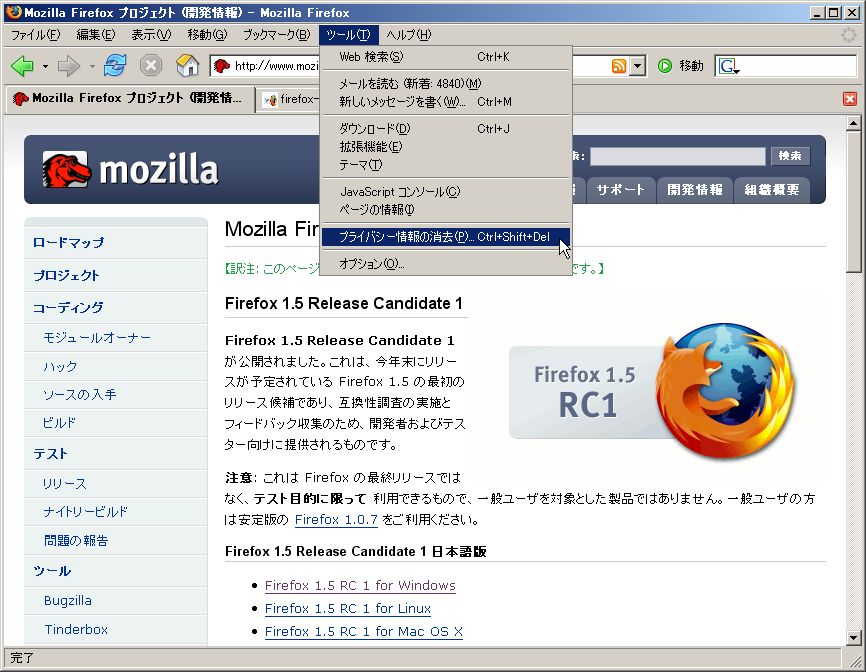 Mozilla Firefox プロジェクト (開発情報) - Mozilla Firefox
ファイル(F) 編集(E) 表示(V) 移動(G) ブックマーク(B) ツール(T) ヘルプ(H)
http://www.mozi
移動
G
Mozilla Firefox プロジェクト (開発情...
firefox-
Web 検索(S) Ctrl+K
メールを読む (新着: 4840)(M)
新しいメッセージを書く(W)... Ctrl+M
ダウンロード(D) Ctrl+J
拡張機能(E)
テーマ(T)
JavaScript コンソール(C)
ページの情報(I)
プライバシー情報の消去(P)... Ctrl+Shift+Del
オプション(O)...
mozilla
検索
サポート 開発情報 組織概要
ロードマップ
プロジェクト
コーディング
モジュールオーナー
ハック
ソースの入手
ビルド
テスト
リリース
ナイトリービルド
問題の報告
ツール
Bugzilla
Tinderbox
Mozilla Fir
【訳注: このページ
です。】
Firefox 1.5 Release Candidate 1
Firefox 1.5 Release Candidate 1
が公開されました。これは、今年末にリリー
スが予定されている Firefox 1.5 の最初の
リリース候補であり、互換性調査の実施と
フィードバック収集のため、開発者およびテス
ター向けに提供されるものです。
Firefox 1.5
RC1
注意: これは Firefox の最終リリースでは
なく、テスト目的に限って 利用できるもので、一般ユーザを対象とした製品ではありません。一般ユーザの方
は安定版の Firefox 1.0.7 をご利用ください。
Firefox 1.5 Release Candidate 1 日本語版
Firefox 1.5 RC 1 for Windows
Firefox 1.5 RC 1 for Linux
Firefox 1.5 RC 1 for Mac OS X
完了